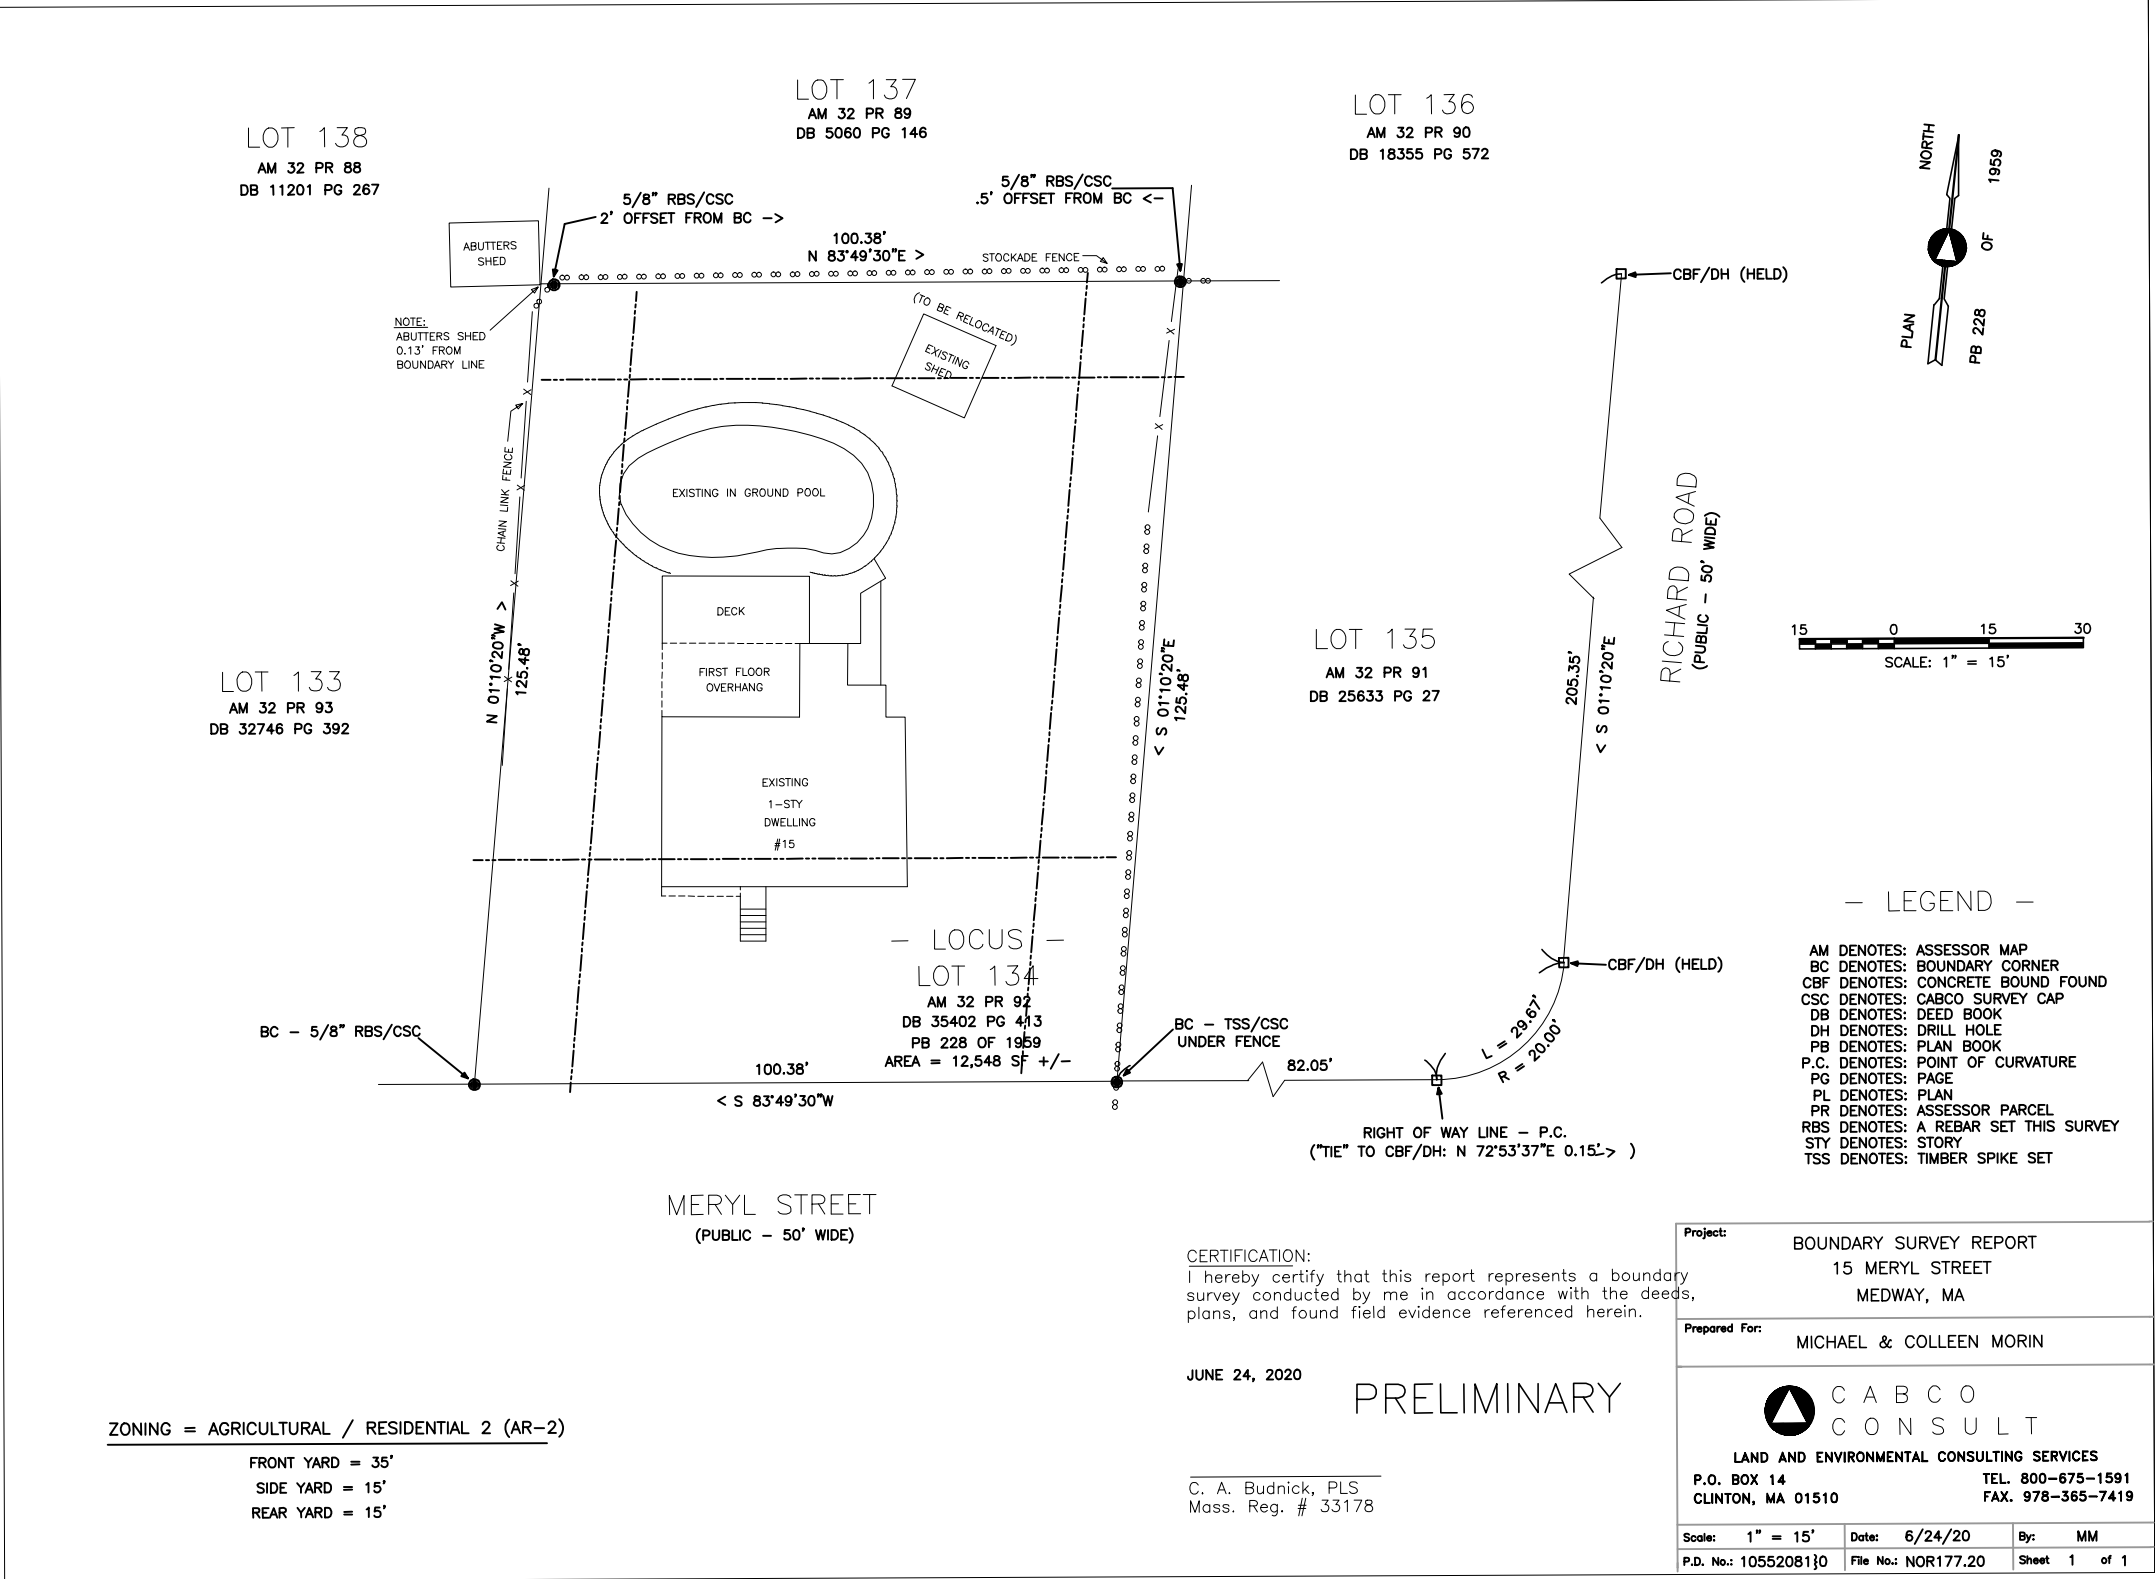 LOT 138
AM 32 PR 88
DB 11201 PG 267
LOT 137
AM 32 PR 89
DB 5060 PG 146
LOT 136
AM 32 PR 90
DB 18355 PG 572
NORTH
1959
OF
PLAN
PB 228
5/8" RBS/CSC
2' OFFSET FROM BC ->
5/8" RBS/CSC
.5' OFFSET FROM BC <-
100.38'
N 83°49'30"E >
STOCKADE FENCE
ABUTTERS
SHED
NOTE:
ABUTTERS SHED
0.13' FROM
BOUNDARY LINE
(TO BE RELOCATED)
EXISTING
SHED
CBF/DH (HELD)
CHAIN LINK FENCE
EXISTING IN GROUND POOL
DECK
FIRST FLOOR
OVERHANG
EXISTING
1-STY
DWELLING
#15
N 01°10'20"W >
125.48'
< S 01°10'20"E
125.48'
LOT 133
AM 32 PR 93
DB 32746 PG 392
LOT 135
AM 32 PR 91
DB 25633 PG 27
205.35'
< S 01°10'20"E
RICHARD ROAD
(PUBLIC - 50' WIDE)
15 0 15 30
SCALE: 1" = 15'
- LOCUS -
LOT 134
AM 32 PR 92
DB 35402 PG 413
PB 228 OF 1959
AREA = 12,548 SF +/-
BC - 5/8" RBS/CSC
BC - TSS/CSC
UNDER FENCE
CBF/DH (HELD)
L = 29.67'
R = 20.00'
100.38'
< S 83°49'30"W
82.05'
RIGHT OF WAY LINE - P.C.
("TIE" TO CBF/DH: N 72°53'37"E 0.15'-> )
MERYL STREET
(PUBLIC - 50' WIDE)
- LEGEND -
AM DENOTES: ASSESSOR MAP
BC DENOTES: BOUNDARY CORNER
CBF DENOTES: CONCRETE BOUND FOUND
CSC DENOTES: CABCO SURVEY CAP
DB DENOTES: DEED BOOK
DH DENOTES: DRILL HOLE
PB DENOTES: PLAN BOOK
P.C. DENOTES: POINT OF CURVATURE
PG DENOTES: PAGE
PL DENOTES: PLAN
PR DENOTES: ASSESSOR PARCEL
RBS DENOTES: A REBAR SET THIS SURVEY
STY DENOTES: STORY
TSS DENOTES: TIMBER SPIKE SET
CERTIFICATION:
I hereby certify that this report represents a boundary
survey conducted by me in accordance with the deeds,
plans, and found field evidence referenced herein.
JUNE 24, 2020
PRELIMINARY
C. A. Budnick, PLS
Mass. Reg. # 33178
ZONING = AGRICULTURAL / RESIDENTIAL 2 (AR-2)
FRONT YARD = 35'
SIDE YARD = 15'
REAR YARD = 15'
Project:
BOUNDARY SURVEY REPORT
15 MERYL STREET
MEDWAY, MA
Prepared For:
MICHAEL & COLLEEN MORIN
CABCO
CONSULT
LAND AND ENVIRONMENTAL CONSULTING SERVICES
P.O. BOX 14 TEL. 800-675-1591
CLINTON, MA 01510 FAX. 978-365-7419
Scale: 1" = 15' Date: 6/24/20 By: MM
P.D. No.: 10552081}0 File No.: NOR177.20 Sheet 1 of 1